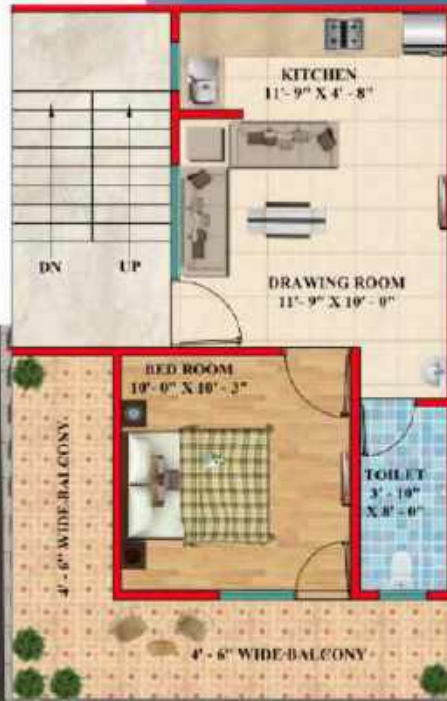 KITCHEN
11'- 9" X 4' - 8"
DN
UP
DRAWING ROOM
11'- 9" X 10'- 0"
BED ROOM
10'- 0" X 10' - 3"
TOILET
3' - 10"
X 8' - 0"
4' - 6" WIDE BALCONY
4' - 6" WIDE BALCONY